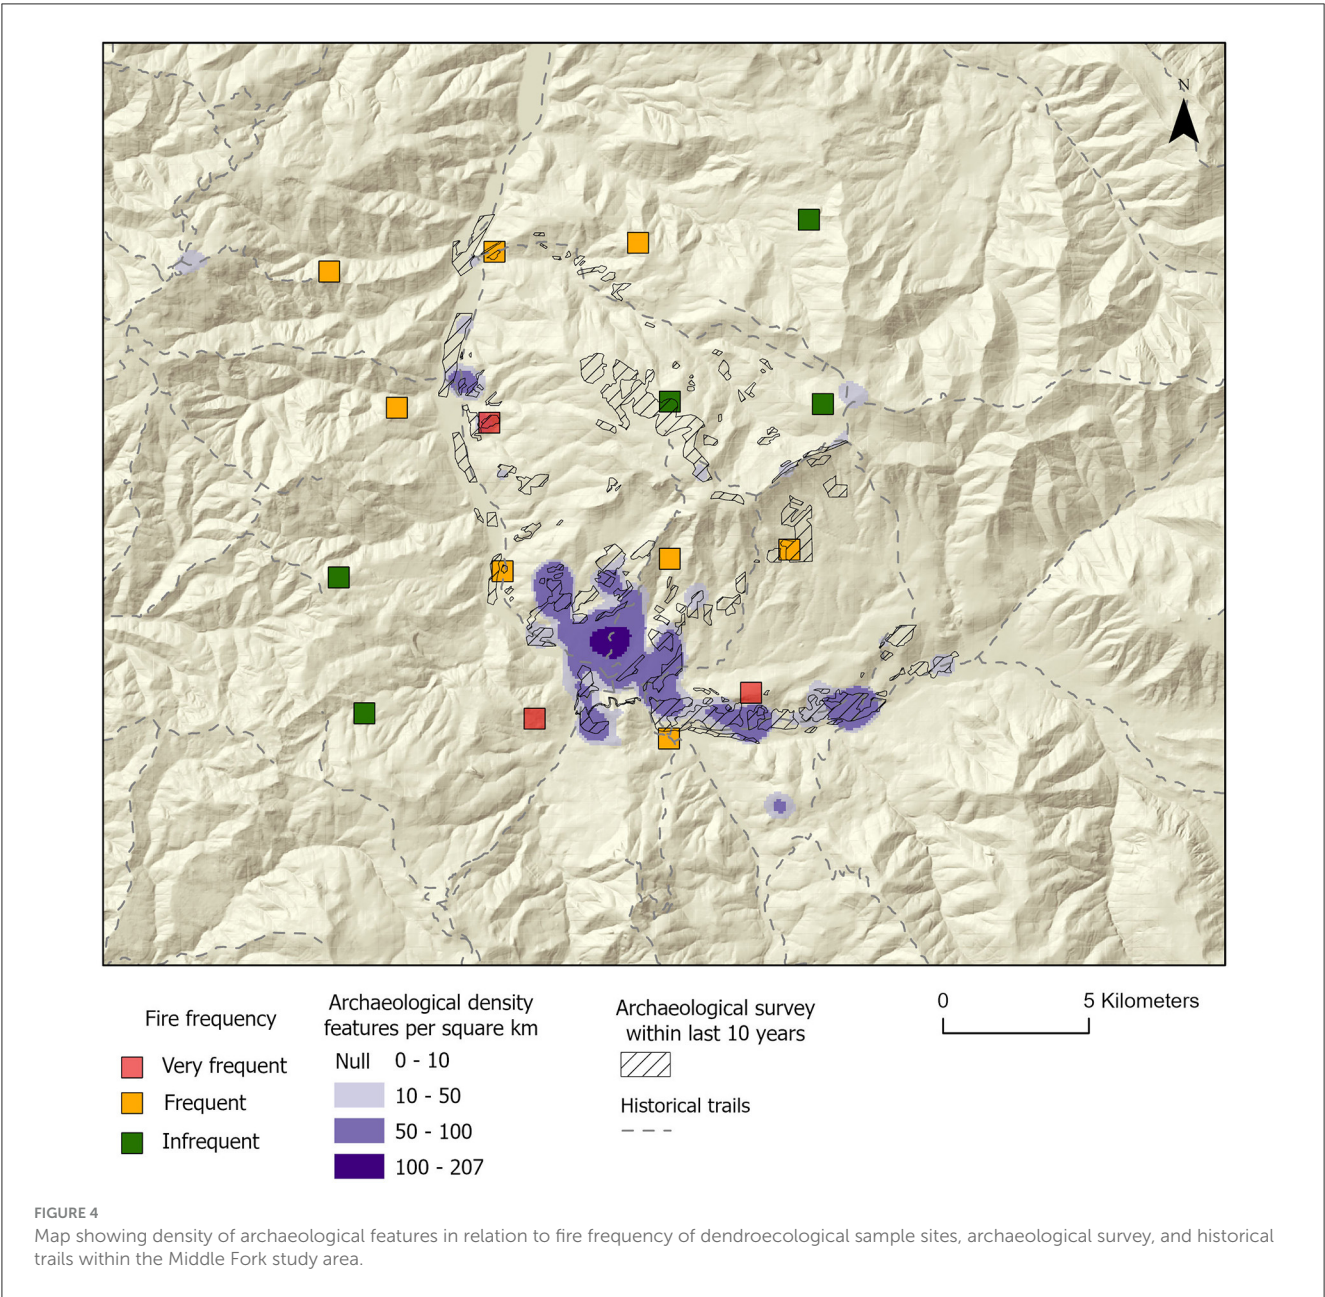 N
Fire frequency
Very frequent
Frequent
Infrequent
Archaeological density
features per square km
Null 0 - 10
10 - 50
50 - 100
100 - 207
Archaeological survey
within last 10 years
Historical trails
0 5 Kilometers
FIGURE 4
Map showing density of archaeological features in relation to fire frequency of dendroecological sample sites, archaeological survey, and historical
trails within the Middle Fork study area.